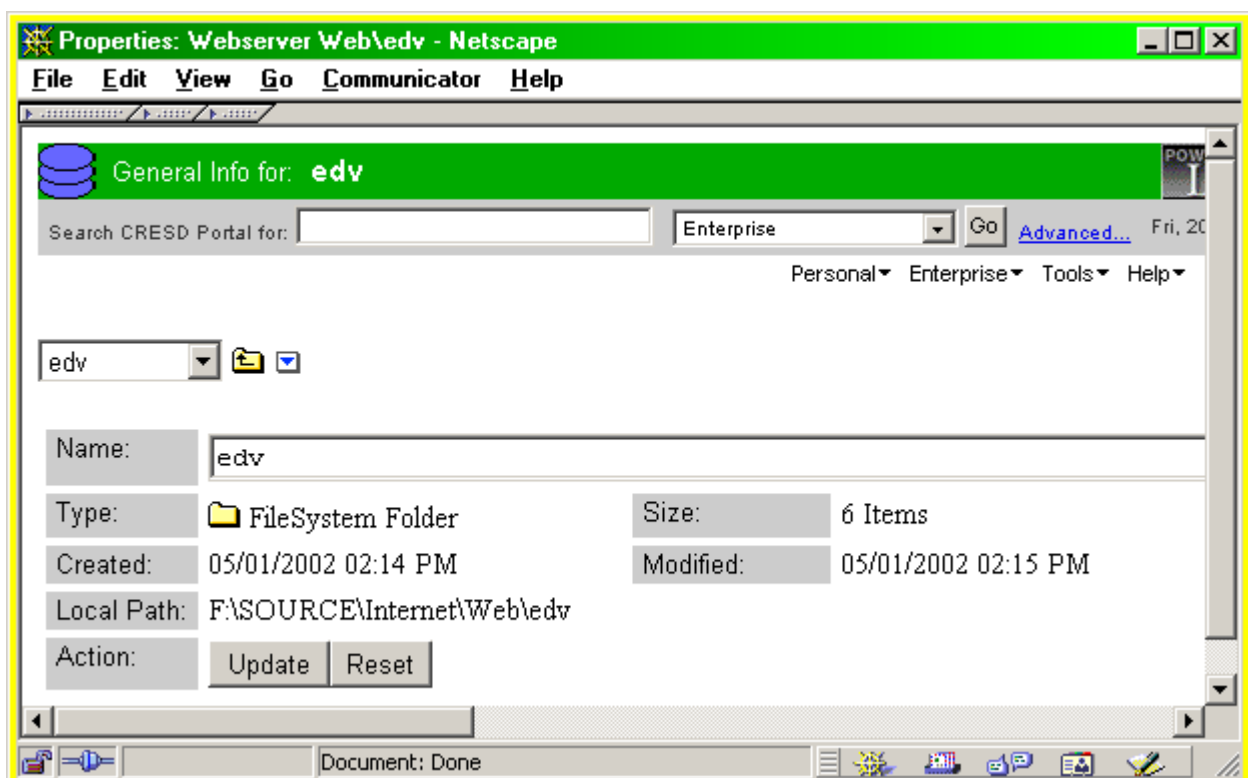 Properties: Webserver Web\edv - Netscape
File Edit View Go Communicator Help
General Info for: edv
POW
Search CRESD Portal for: Enterprise Go Advanced... Fri, 20
Personal Enterprise Tools Help
edv
Name: edv
Type: FileSystem Folder Size: 6 Items
Created: 05/01/2002 02:14 PM Modified: 05/01/2002 02:15 PM
Local Path: F:\SOURCE\Internet\Web\edv
Action: Update Reset
Document: Done